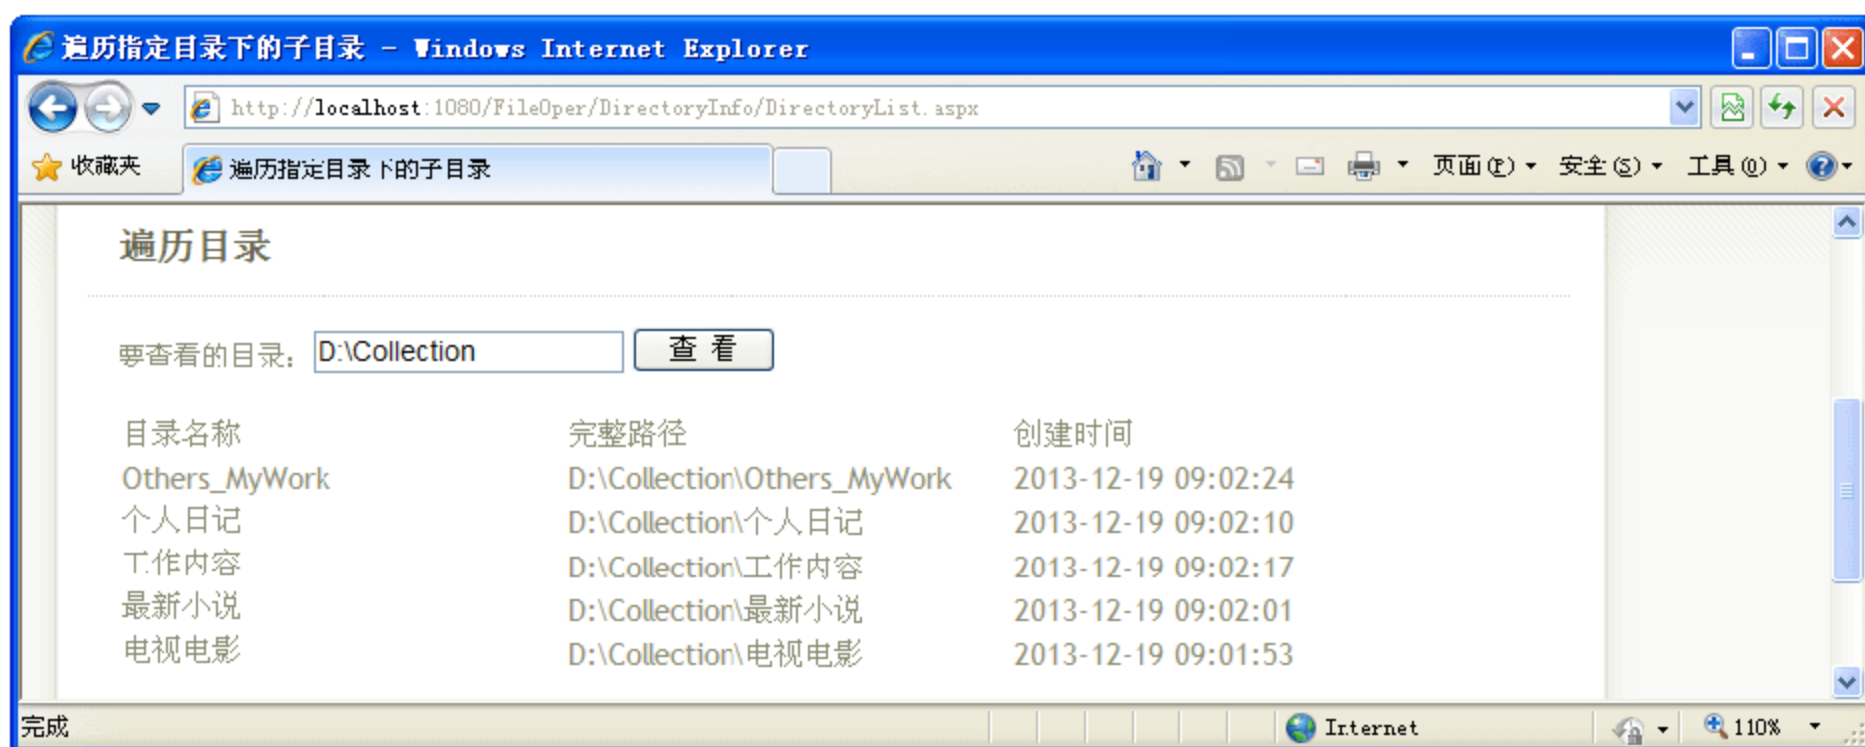 遍历指定目录下的子目录 - Windows Internet Explorer
http://localhost:1080/FileOper/DirectoryInfo/DirectoryList.aspx
收藏夹 遍历指定目录下的子目录 页面(P) 安全(S) 工具(O)
遍历目录
要查看的目录: D:\Collection 查 看
目录名称 完整路径 创建时间
Others_MyWork D:\Collection\Others_MyWork 2013-12-19 09:02:24
个人日记 D:\Collection\个人日记 2013-12-19 09:02:10
工作内容 D:\Collection\工作内容 2013-12-19 09:02:17
最新小说 D:\Collection\最新小说 2013-12-19 09:02:01
电视电影 D:\Collection\电视电影 2013-12-19 09:01:53
完成 Internet 110%